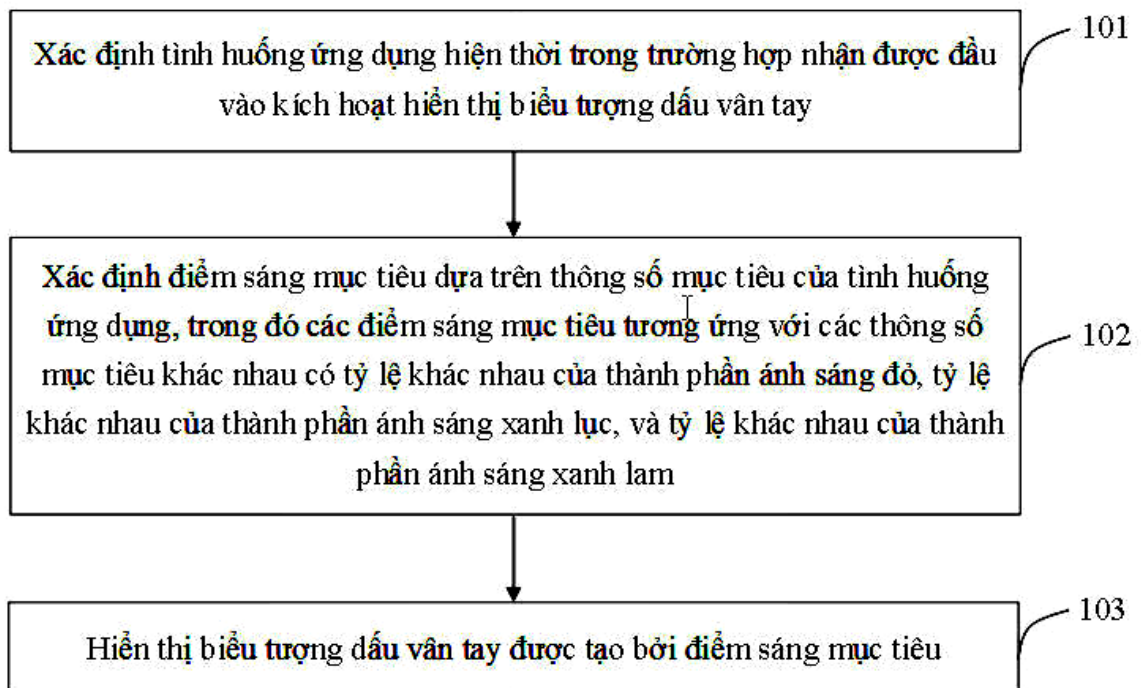 Xác định tình huống ứng dụng hiện thời trong trường hợp nhận được đầu
vào kích hoạt hiển thị biểu tượng dấu vân tay
101
Xác định điểm sáng mục tiêu dựa trên thông số mục tiêu của tình huống
ứng dụng, trong đó các điểm sáng mục tiêu tương ứng với các thông số
mục tiêu khác nhau có tỷ lệ khác nhau của thành phần ánh sáng đỏ, tỷ lệ
khác nhau của thành phần ánh sáng xanh lục, và tỷ lệ khác nhau của thành
phần ánh sáng xanh lam
102
Hiển thị biểu tượng dấu vân tay được tạo bởi điểm sáng mục tiêu
103